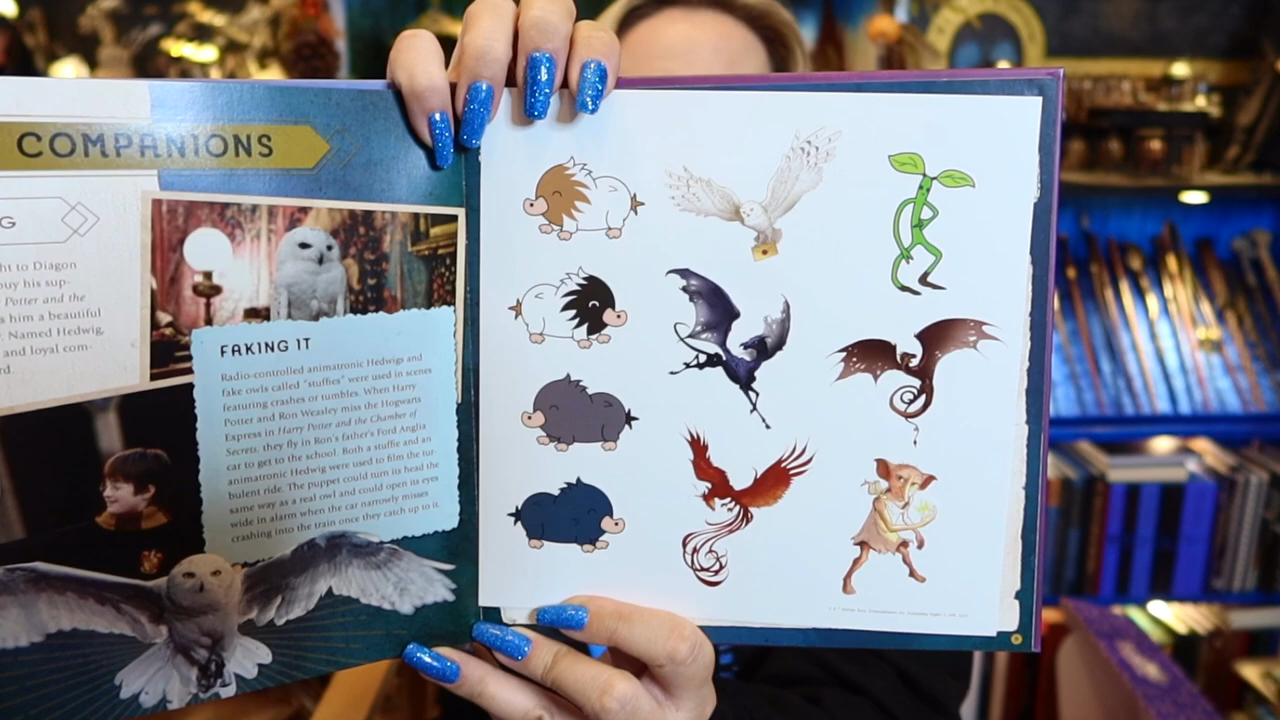 COMPANIONS
G
ht to Diagon
buy his sup-
Potter and the
s him a beautiful
. Named Hedwig,
and loyal com-
rd.
FAKING IT
Radio-controlled animatronic Hedwigs and
fake owls called "stuffies" were used in scenes
featuring crashes or tumbles. When Harry
Potter and Ron Weasley miss the Hogwarts
Express in Harry Potter and the Chamber of
Secrets, they fly in Ron's father's Ford Anglia
car to get to the school. Both a stuffie and an
animatronic Hedwig were used to film the tur-
bulent ride. The puppet could turn its head the
same way as a real owl and could open its eyes
wide in alarm when the car narrowly misses
crashing into the train once they catch up to it.